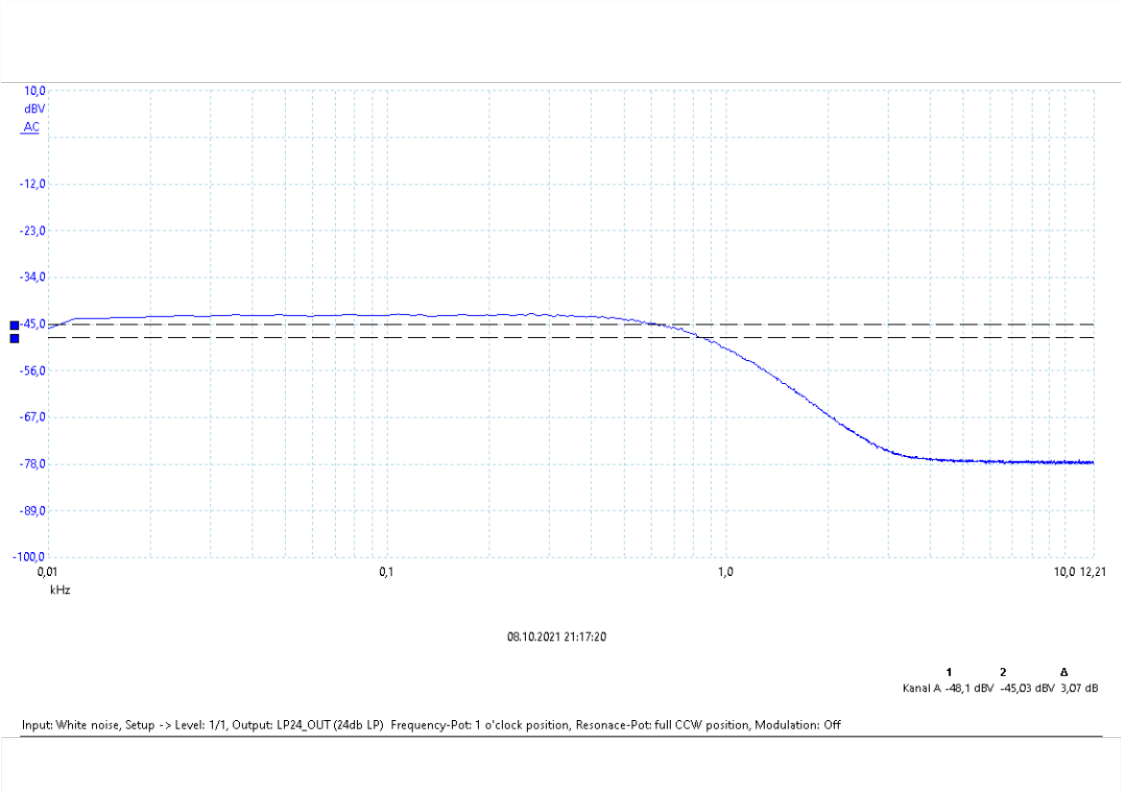 10,0
dBV
AC
-12,0
-23,0
-34,0
-45,0
-56,0
-67,0
-78,0
-89,0
-100,0
0,01 0,1 1,0 10,0 12,21
kHz
08.10.2021 21:17:20
1 2 Δ
Kanal A -48,1 dBV -45,03 dBV 3,07 dB
Input: White noise, Setup -> Level: 1/1, Output: LP24_OUT (24db LP) Frequency-Pot: 1 o'clock position, Resonace-Pot: full CCW position, Modulation: Off